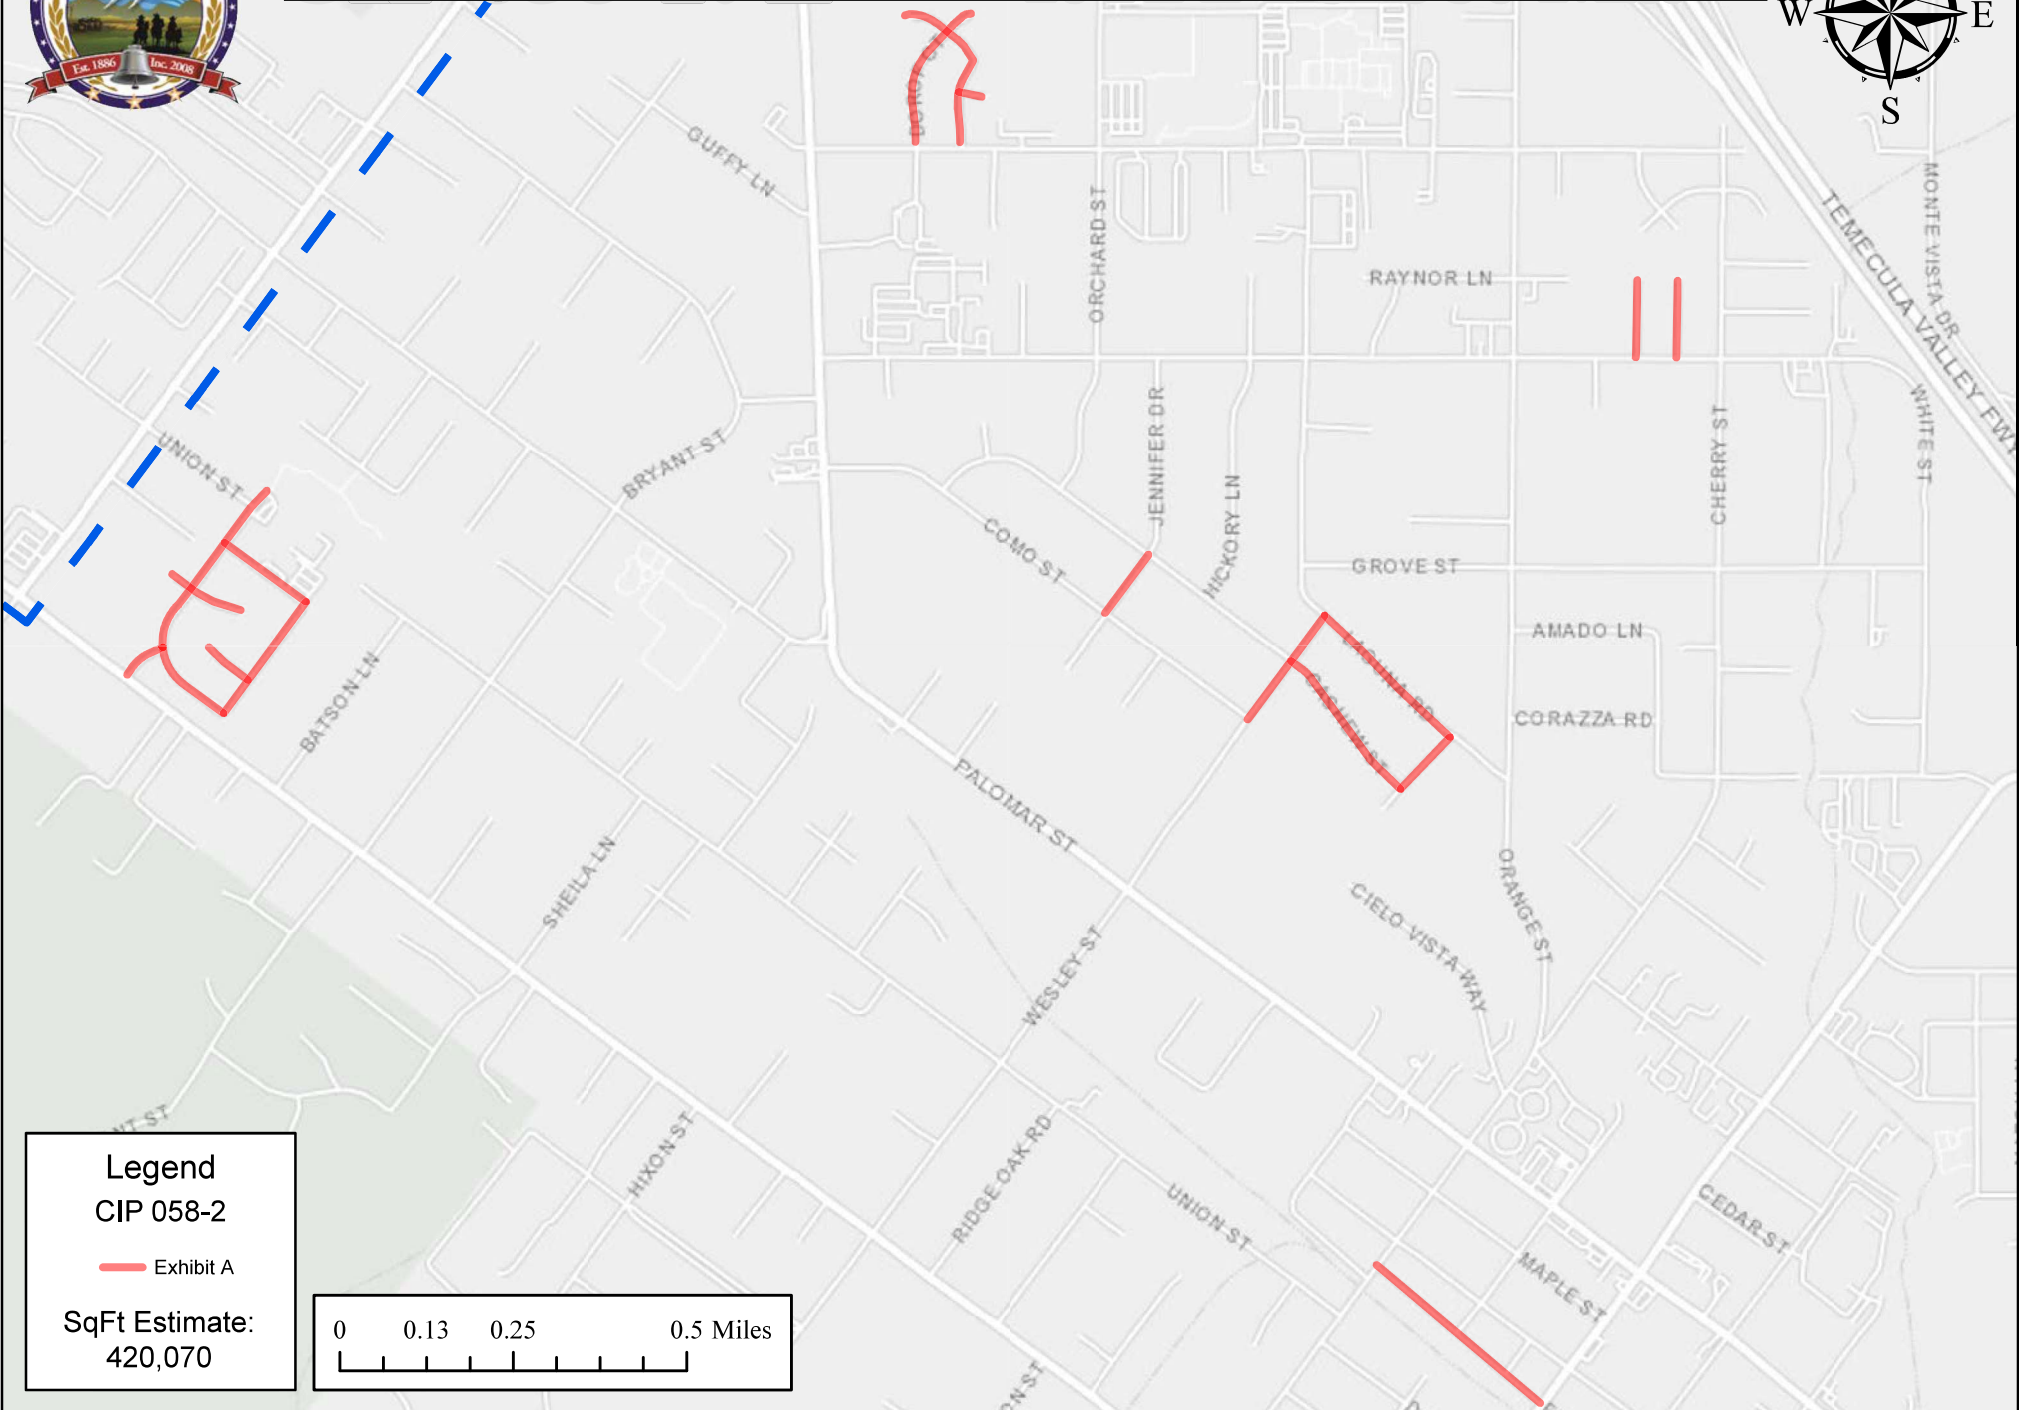 Est. 1886
Inc. 2008
W
E
S
GUFFY LN
ORCHARD ST
RAYNOR LN
MONTE VISTA DR
TEMECULA VALLEY FWY
UNION ST
BRYANT ST
JENNIFER DR
HICKORY LN
COMO ST
CHERRY ST
WHITE ST
GROVE ST
AMADO LN
LAGUNA RD
CASHEW ST
CORAZZA RD
BATSON LN
PALOMAR ST
SHEILA LN
WESLEY ST
CIELO VISTA WAY
ORANGE ST
HIXON ST
RIDGE OAK RD
UNION ST
MAPLE ST
CEDAR ST
Legend
CIP 058-2
Exhibit A
SqFt Estimate:
420,070
0 0.13 0.25 0.5 Miles